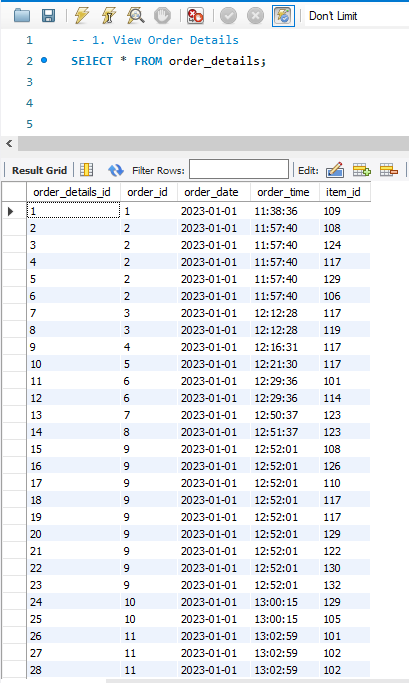 Don't Limit
1 -- 1. View Order Details
2 SElECT * FROM order_details;
3
4
5
Result Grid Filter Rows: Edit:
order_details_id order_id order_date order_time item_id
1 1 2023-01-01 11:38:36 109
2 2 2023-01-01 11:57:40 108
3 2 2023-01-01 11:57:40 124
4 2 2023-01-01 11:57:40 117
5 2 2023-01-01 11:57:40 129
6 2 2023-01-01 11:57:40 106
7 3 2023-01-01 12:12:28 117
8 3 2023-01-01 12:12:28 119
9 4 2023-01-01 12:16:31 117
10 5 2023-01-01 12:21:30 117
11 6 2023-01-01 12:29:36 101
12 6 2023-01-01 12:29:36 114
13 7 2023-01-01 12:50:37 123
14 8 2023-01-01 12:51:37 123
15 9 2023-01-01 12:52:01 108
16 9 2023-01-01 12:52:01 126
17 9 2023-01-01 12:52:01 110
18 9 2023-01-01 12:52:01 117
19 9 2023-01-01 12:52:01 117
20 9 2023-01-01 12:52:01 129
21 9 2023-01-01 12:52:01 122
22 9 2023-01-01 12:52:01 130
23 9 2023-01-01 12:52:01 132
24 10 2023-01-01 13:00:15 129
25 10 2023-01-01 13:00:15 105
26 11 2023-01-01 13:02:59 101
27 11 2023-01-01 13:02:59 102
28 11 2023-01-01 13:02:59 102